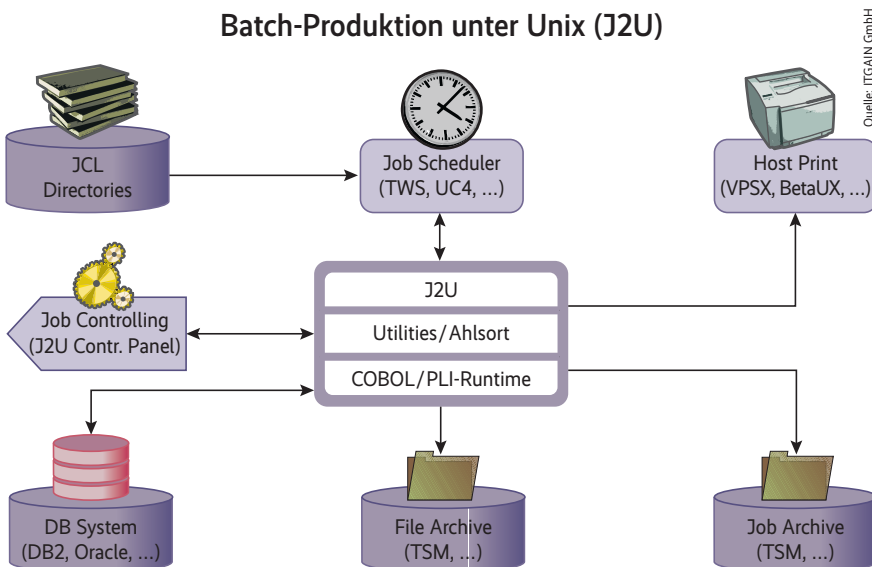 Batch-Produktion unter Unix (J2U)
Quelle: ITGAIN GmbH
JCL
Directories
Job Scheduler
(TWS, UC4, ...)
Host Print
(VPSX, BetaUX, ...)
J2U
Utilities/Ahlsort
COBOL/PLI-Runtime
Job Controlling
(J2U Contr. Panel)
DB System
(DB2, Oracle, ...)
File Archive
(TSM, ...)
Job Archive
(TSM, ...)